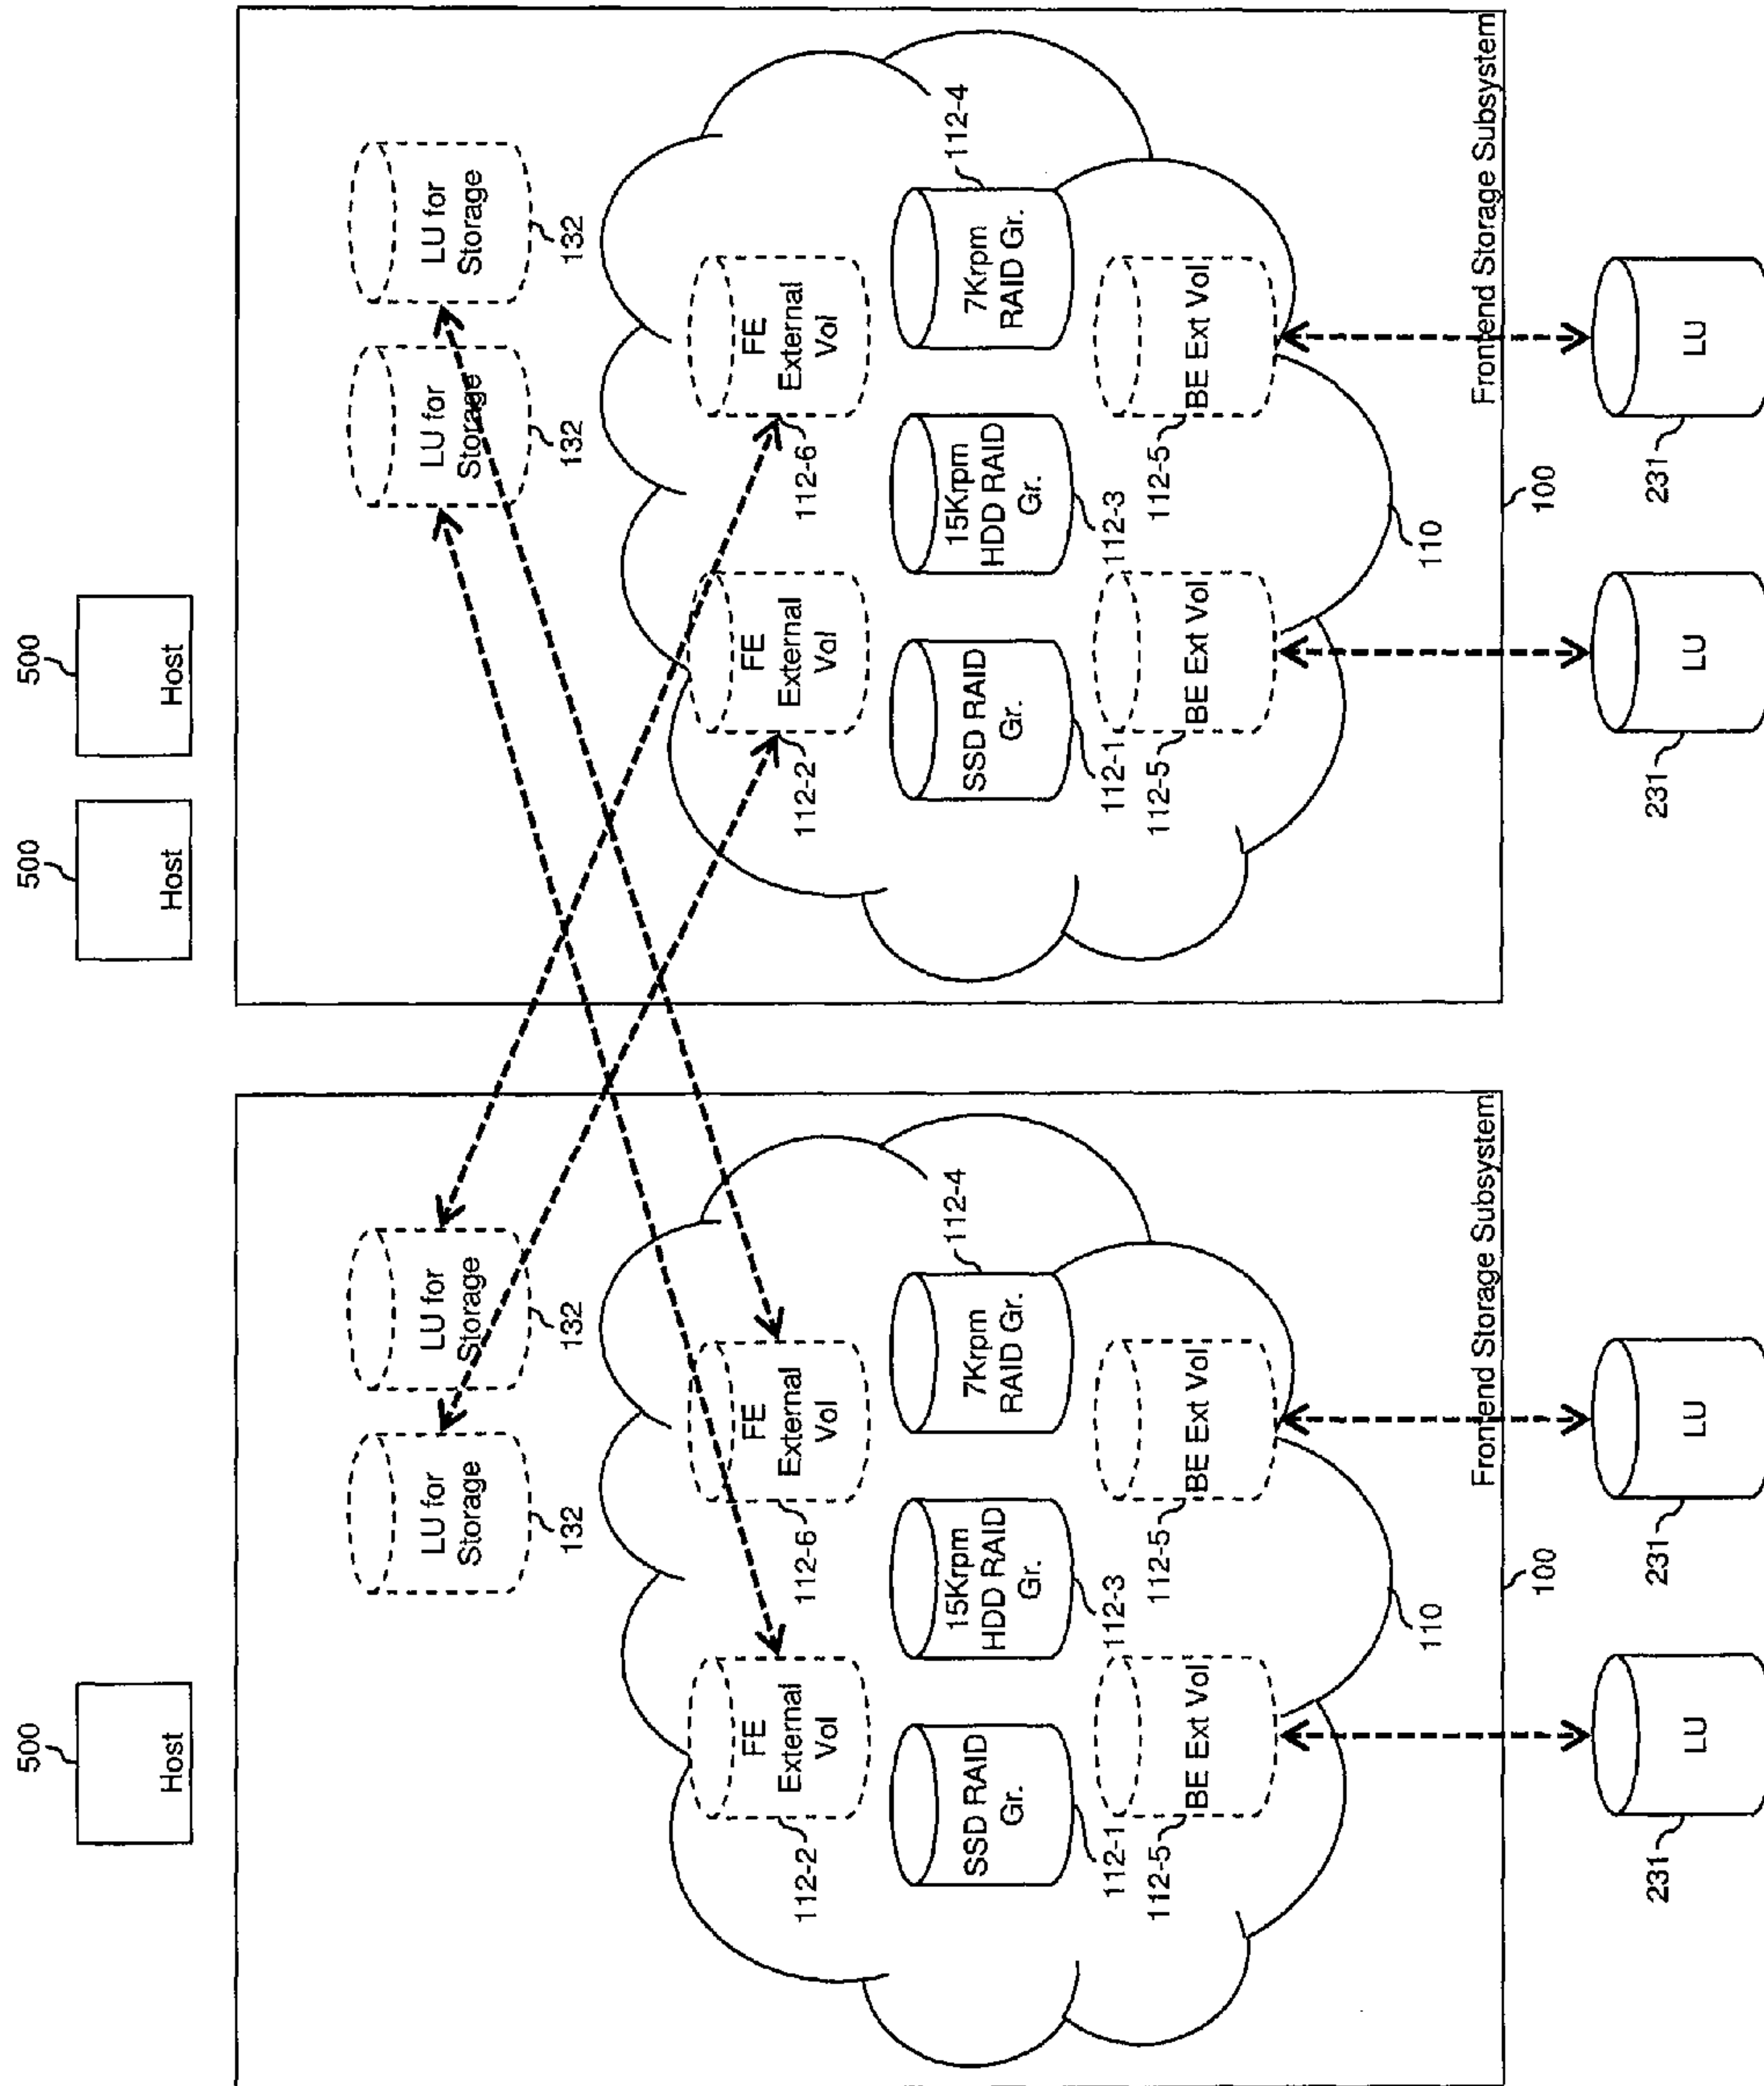 500
Host
500
Host
500
Host
LU for
Storage
132
LU for
Storage
132
FE
External
Vol
112-2
FE
External
Vol
112-6
SSD RAID
Gr.
112-1
15Krpm
HDD RAID
Gr.
112-3
7Krpm
RAID Gr.
112-4
BE Ext Vol
112-5
BE Ext Vol
112-5
110
Frontend Storage Subsystem
100
LU
231
LU
231
LU for
Storage
132
LU for
Storage
132
FE
External
Vol
112-2
FE
External
Vol
112-6
SSD RAID
Gr.
112-1
15Krpm
HDD RAID
Gr.
112-3
7Krpm
RAID Gr.
112-4
BE Ext Vol
112-5
BE Ext Vol
112-5
110
Frontend Storage Subsystem
100
LU
231
LU
231